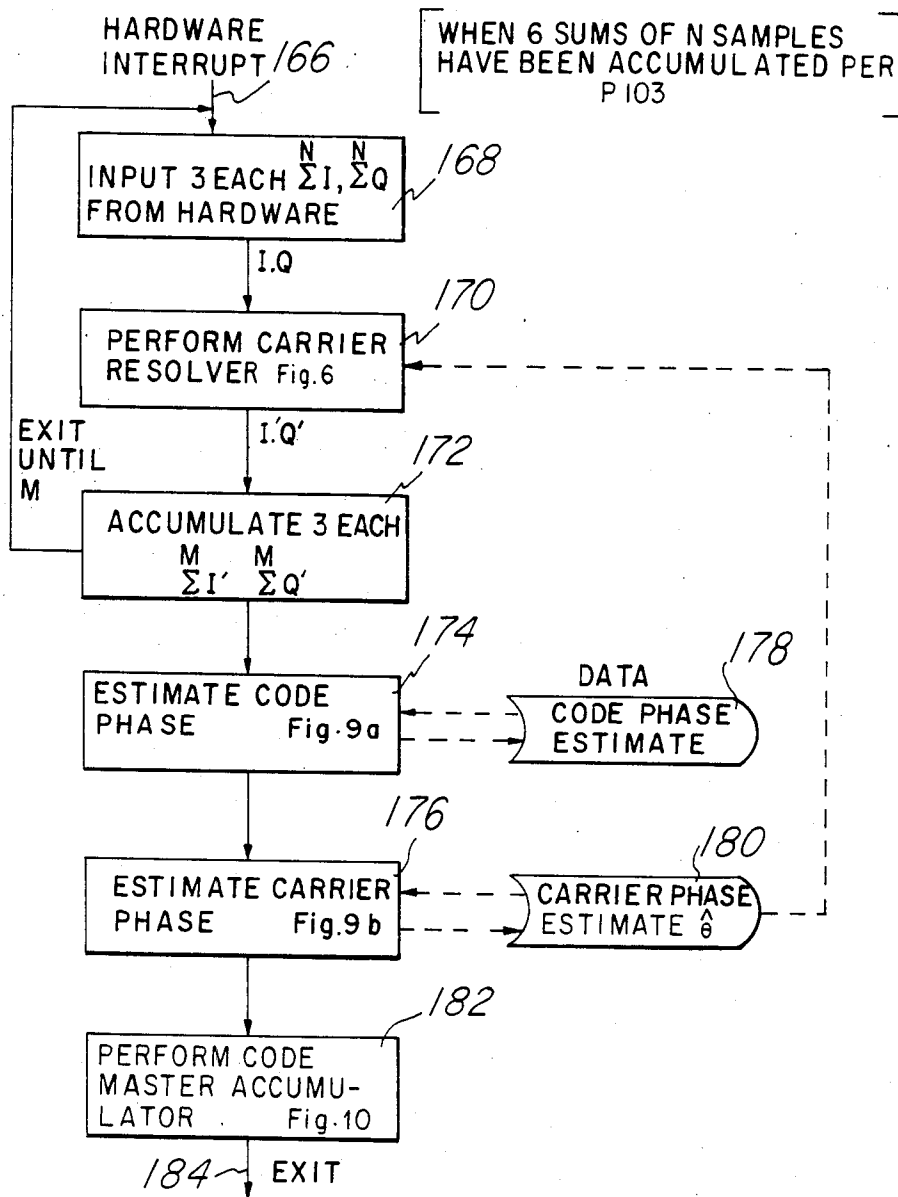 HARDWARE
INTERRUPT 166
WHEN 6 SUMS OF N SAMPLES
HAVE BEEN ACCUMULATED PER
P103
168
N N
INPUT 3 EACH ΣI, ΣQ
FROM HARDWARE
I.Q
170
PERFORM CARRIER
RESOLVER Fig.6
I.'Q'
EXIT
UNTIL
M
172
ACCUMULATE 3 EACH
M M
ΣI' ΣQ'
174
ESTIMATE CODE
PHASE Fig.9a
DATA
178
CODE PHASE
ESTIMATE
176
ESTIMATE CARRIER
PHASE Fig.9b
180
CARRIER PHASE
ESTIMATE θ̂
182
PERFORM CODE
MASTER ACCUMU-
LATOR Fig.10
184 EXIT